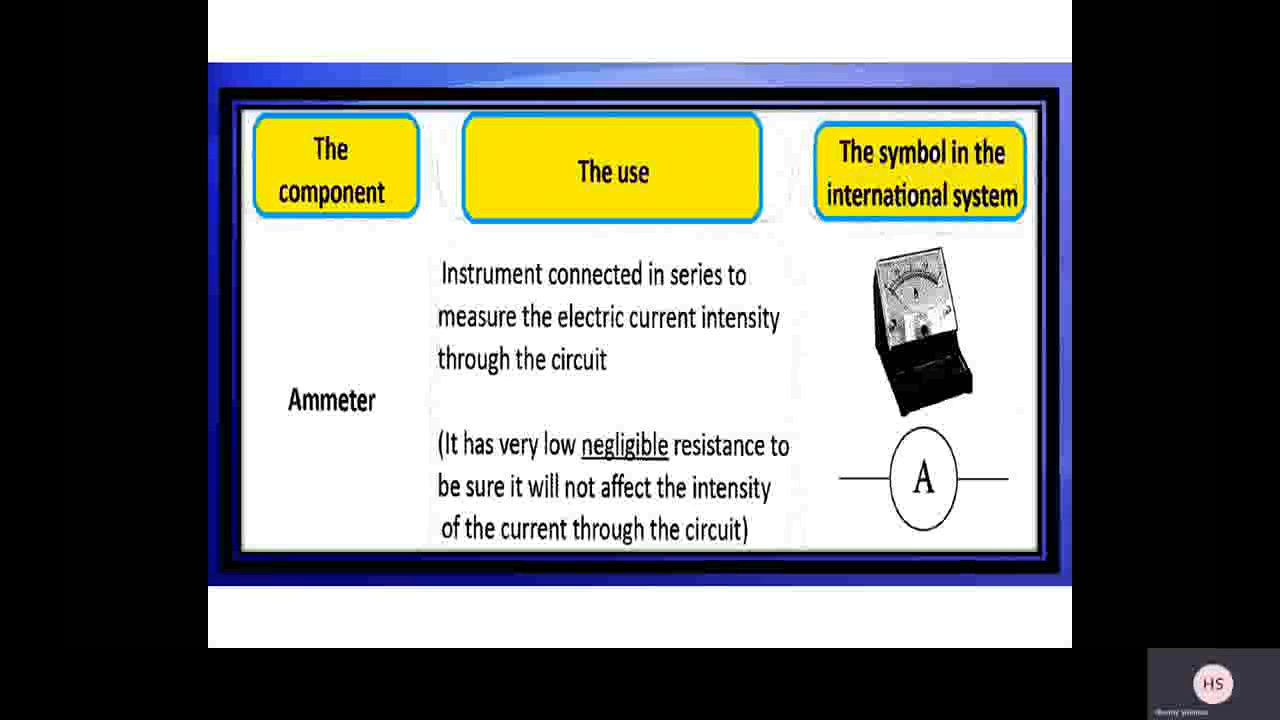 The
component
The use
The symbol in the
international system
Ammeter
Instrument connected in series to
measure the electric current intensity
through the circuit
(It has very low negligible resistance to
be sure it will not affect the intensity
of the current through the circuit)
A
HS